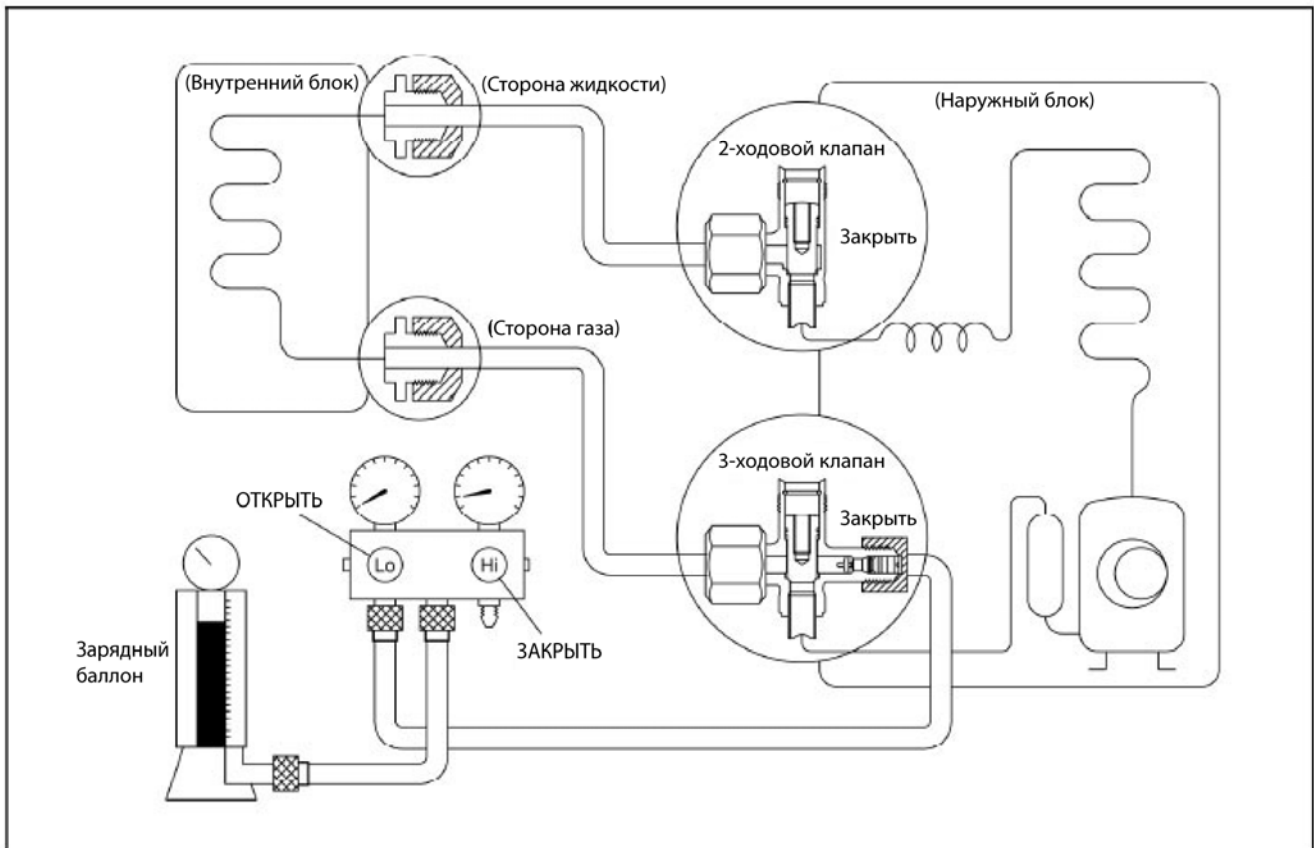 (Внутренний блок)
(Сторона жидкости)
(Наружный блок)
2-ходовой клапан
Закрыть
(Сторона газа)
3-ходовой клапан
Закрыть
ОТКРЫТЬ
Lo
Hi
ЗАКРЫТЬ
Зарядный
баллон